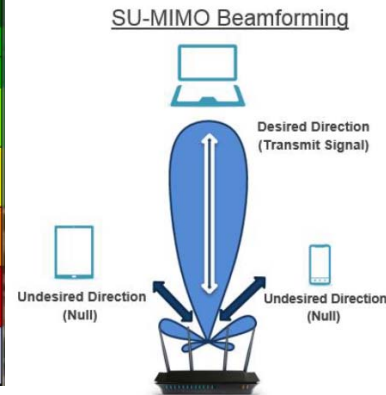 SU-MIMO Beamforming
Desired Direction
(Transmit Signal)
Undesired Direction
(Null)
Undesired Direction
(Null)